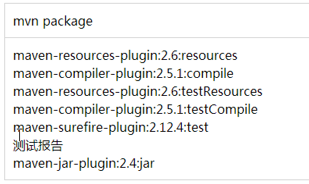 mvn package
maven-resources-plugin:2.6:resources
maven-compiler-plugin:2.5.1:compile
maven-resources-plugin:2.6:testResources
maven-compiler-plugin:2.5.1:testCompile
maven-surefire-plugin:2.12.4:test
测试报告
maven-jar-plugin:2.4:jar